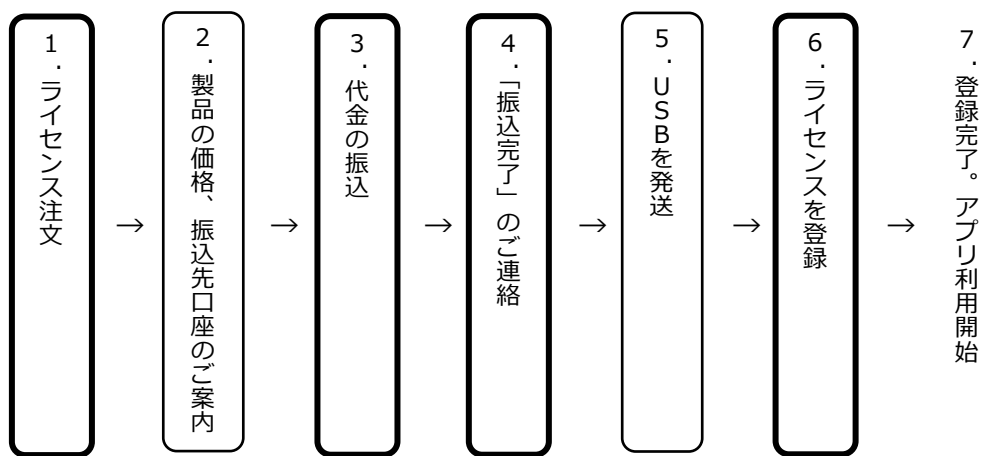 １．ライセンス注文
→
２．製品の価格、振込先口座のご案内
→
３．代金の振込
→
４．「振込完了」のご連絡
→
５．ＵＳＢを発送
→
６．ライセンスを登録
→
７．登録完了。アプリ利用開始